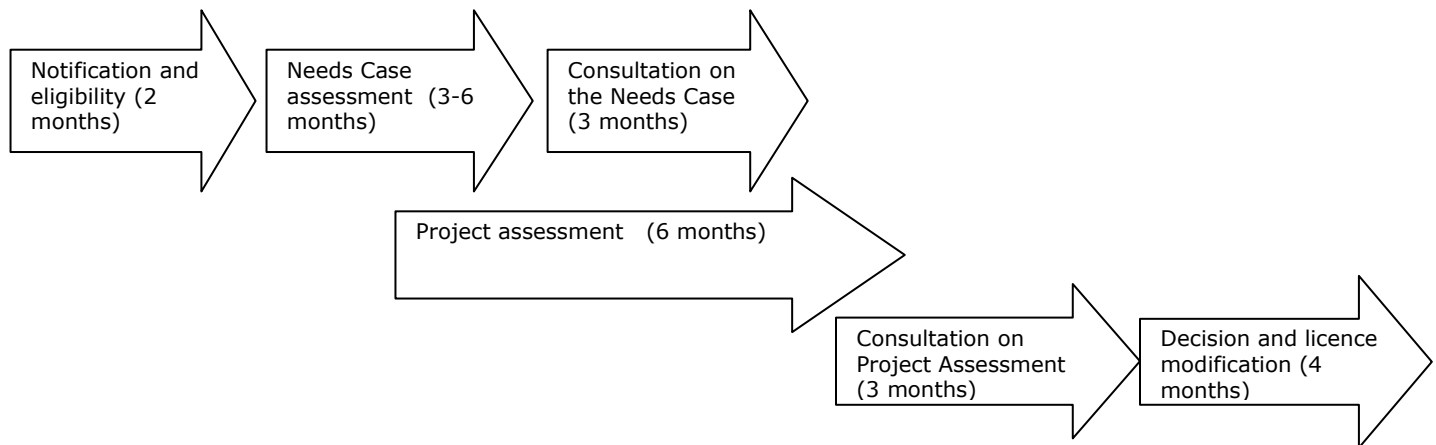 Notification and
eligibility (2
months)
Needs Case
assessment (3-6
months)
Consultation on
the Needs Case
(3 months)
Project assessment (6 months)
Consultation on
Project Assessment
(3 months)
Decision and licence
modification (4
months)